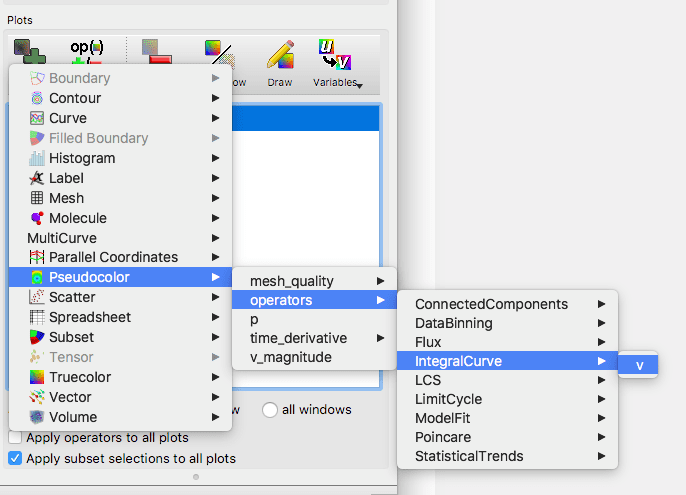 Plots
op(·)
u
v
ow
Draw
Variables
Boundary
Contour
Curve
Filled Boundary
Histogram
Label
Mesh
Molecule
MultiCurve
Parallel Coordinates
Pseudocolor
Scatter
Spreadsheet
Subset
Tensor
Truecolor
Vector
Volume
mesh_quality
operators
p
time_derivative
v_magnitude
ConnectedComponents
DataBinning
Flux
IntegralCurve
LCS
LimitCycle
ModelFit
Poincare
StatisticalTrends
v
w
all windows
Apply operators to all plots
Apply subset selections to all plots